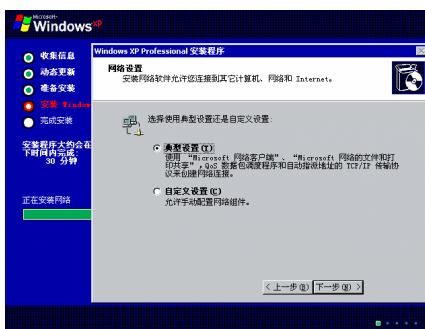 Microsoft
Windows xp
收集信息
动态更新
准备安装
安装 Window
完成安装
安装程序大约会在
下时间内完成:
30 分钟
正在安装网络
Windows XP Professional 安装程序
网络设置
安装网络软件允许您连接到其它计算机、网络和 Internet。
选择使用典型设置还是自定义设置:
典型设置(T)
使用 "Microsoft 网络客户端"、"Microsoft 网络的文件和打
印共享"，QoS 数据包调度程序和自动指派地址的 TCP/IP 传输协
议来创建网络连接。
自定义设置(C)
允许手动配置网络组件。
< 上一步(B)
下一步(N) >